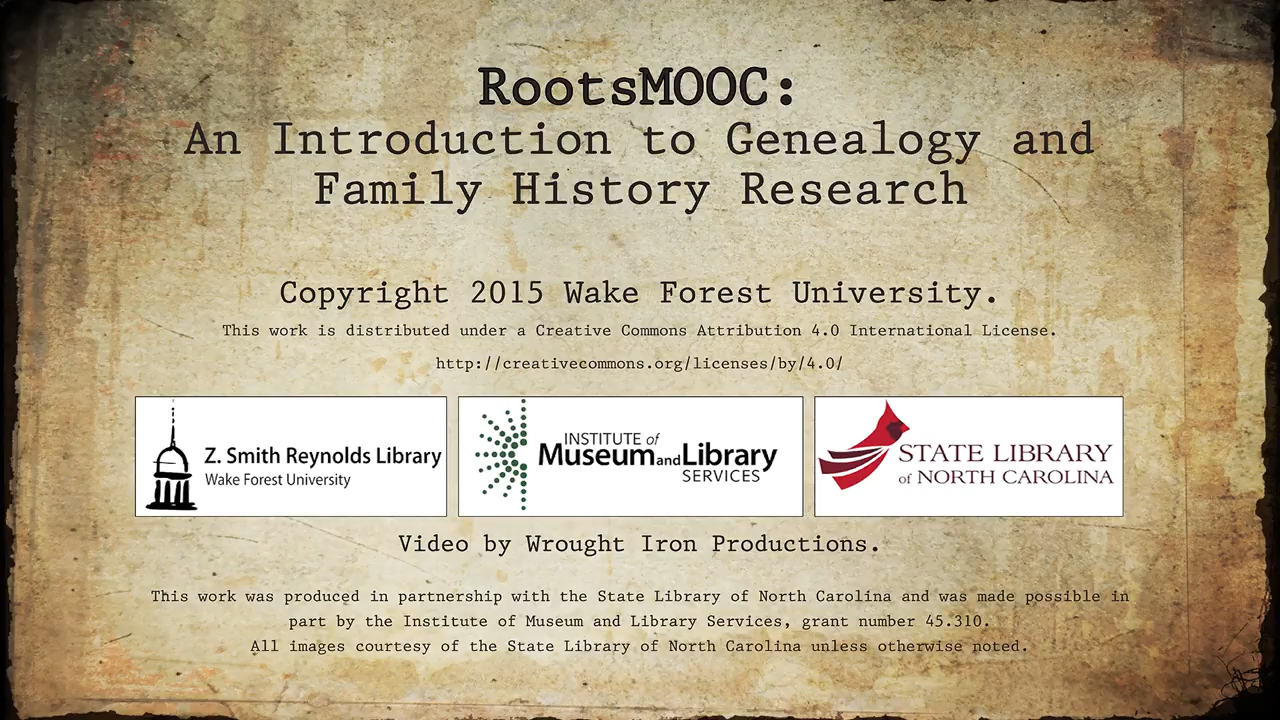 RootsMOOC:
An Introduction to Genealogy and
Family History Research
Copyright 2015 Wake Forest University.
This work is distributed under a Creative Commons Attribution 4.0 International License.
http://creativecommons.org/licenses/by/4.0/
Z. Smith Reynolds Library
Wake Forest University
INSTITUTE of
Museum and Library
SERVICES
STATE LIBRARY
of NORTH CAROLINA
Video by Wrought Iron Productions.
This work was produced in partnership with the State Library of North Carolina and was made possible in
part by the Institute of Museum and Library Services, grant number 45.310.
All images courtesy of the State Library of North Carolina unless otherwise noted.